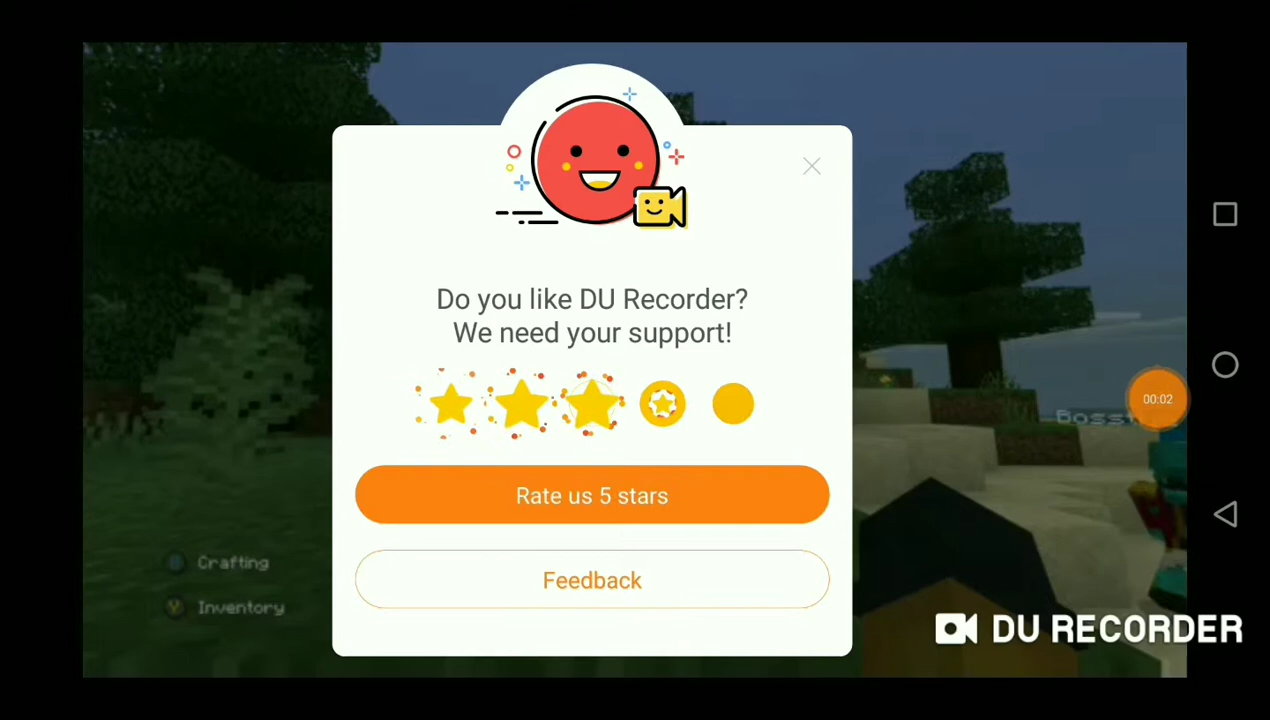 Do you like DU Recorder?
We need your support!
00:02
Rate us 5 stars
Crafting
Feedback
Inventory
DU RECORDER